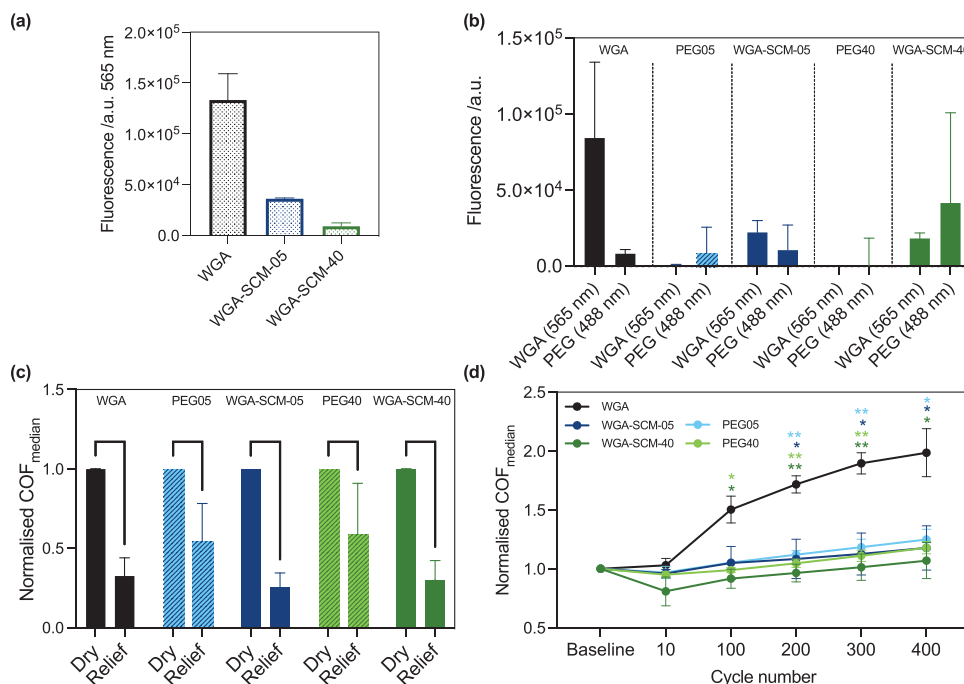 (a)
Fluorescence /a.u. 565 nm
2.0×10⁵
1.5×10⁵
1.0×10⁵
5.0×10⁴
0.0
WGA
WGA-SCM-05
WGA-SCM-40
(b)
Fluorescence /a.u.
1.5×10⁵
1.0×10⁵
5.0×10⁴
0.0
WGA
PEG05
WGA-SCM-05
PEG40
WGA-SCM-40
WGA (565 nm)
PEG (488 nm)
WGA (565 nm)
PEG (488 nm)
WGA (565 nm)
PEG (488 nm)
WGA (565 nm)
PEG (488 nm)
WGA (565 nm)
PEG (488 nm)
(c)
Normalised COFmedian
1.5
1.0
0.5
0.0
WGA
PEG05
WGA-SCM-05
PEG40
WGA-SCM-40
Dry
Relief
Dry
Relief
Dry
Relief
Dry
Relief
Dry
Relief
(d)
Normalised COFmedian
2.5
2.0
1.5
1.0
0.5
WGA
WGA-SCM-05
PEG05
WGA-SCM-40
PEG40
*
*
**
*
**
**
**
*
**
**
*
*
*
Baseline
10
100
200
300
400
Cycle number